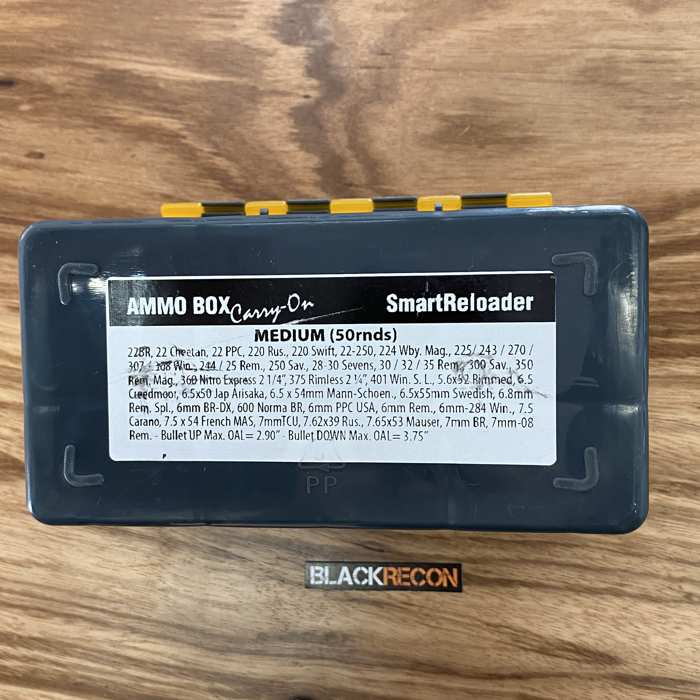 AMMO BOX Carry-On SmartReloader
MEDIUM (50rnds)
22BR, 22 Cheetan, 22 PPC, 220 Rus., 220 Swift, 22-250, 224 Wby. Mag., 225 / 243 / 270 /
307 / 308 Win., 244 / 25 Rem., 250 Sav., 28-30 Sevens, 30 / 32 / 35 Rem., 300 Sav., 350
Rem. Mag., 360 Nitro Express 2 1/4", 375 Rimless 2 ¼", 401 Win. S. L., 5.6x92 Rimmed, 6.5
Creedmoor, 6.5x50 Jap Arisaka, 6.5 x 54mm Mann-Schoen., 6.5x55mm Swedish, 6.8mm
Rem. Spl., 6mm BR-DX, 600 Norma BR, 6mm PPC USA, 6mm Rem., 6mm-284 Win., 7.5
Carano, 7.5 x 54 French MAS, 7mmTCU, 7.62x39 Rus., 7.65x53 Mauser, 7mm BR, 7mm-08
Rem. - Bullet UP Max. OAL= 2.90" - Bullet DOWN Max. OAL= 3.75"
PP
BLACKRECON